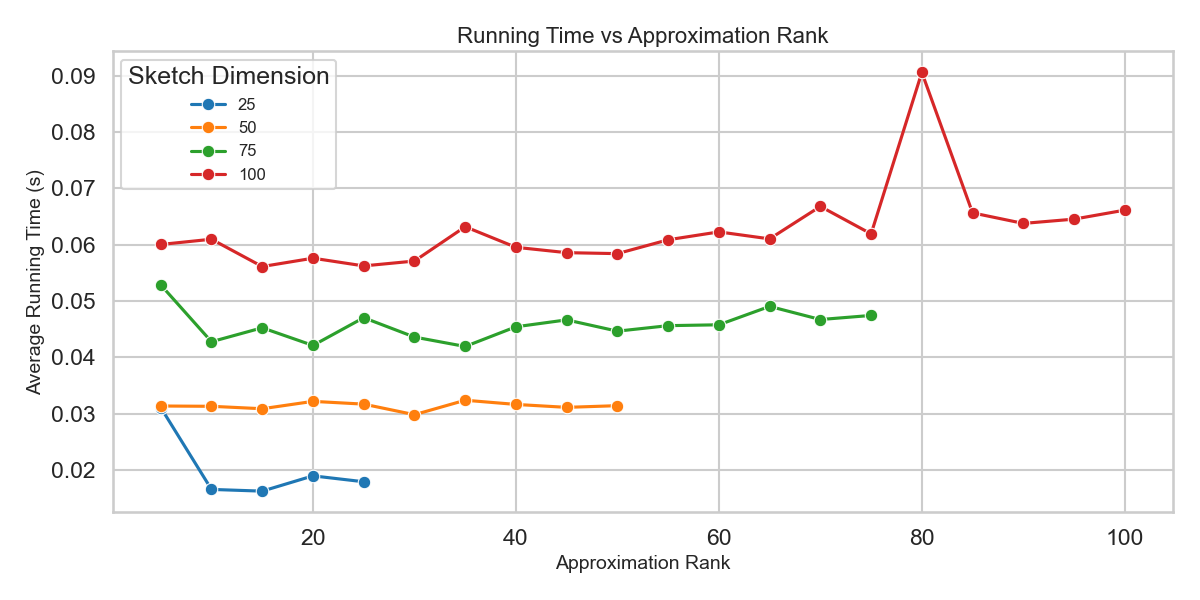 Running Time vs Approximation Rank
Sketch Dimension
25
50
75
100
0.09
0.08
0.07
0.06
0.05
0.04
0.03
0.02
Average Running Time (s)
20 40 60 80 100
Approximation Rank